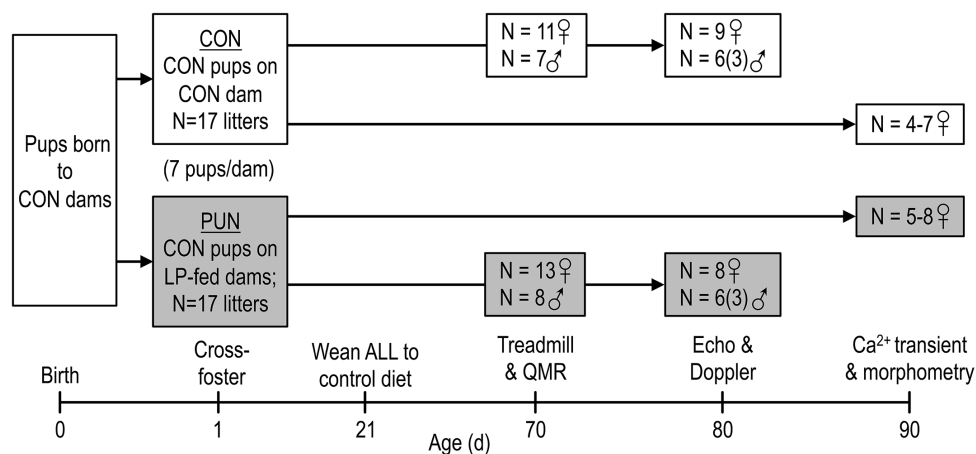 Pups born
to
CON dams
CON
CON pups on
CON dam
N=17 litters
(7 pups/dam)
PUN
CON pups on
LP-fed dams;
N=17 litters
N = 11♀
N = 7♂
N = 9♀
N = 6(3)♂
N = 4-7♀
N = 5-8♀
N = 13♀
N = 8♂
N = 8♀
N = 6(3)♂
Birth
Cross-
foster
Wean ALL to
control diet
Treadmill
& QMR
Echo &
Doppler
Ca²⁺ transient
& morphometry
0
1
21
70
80
90
Age (d)